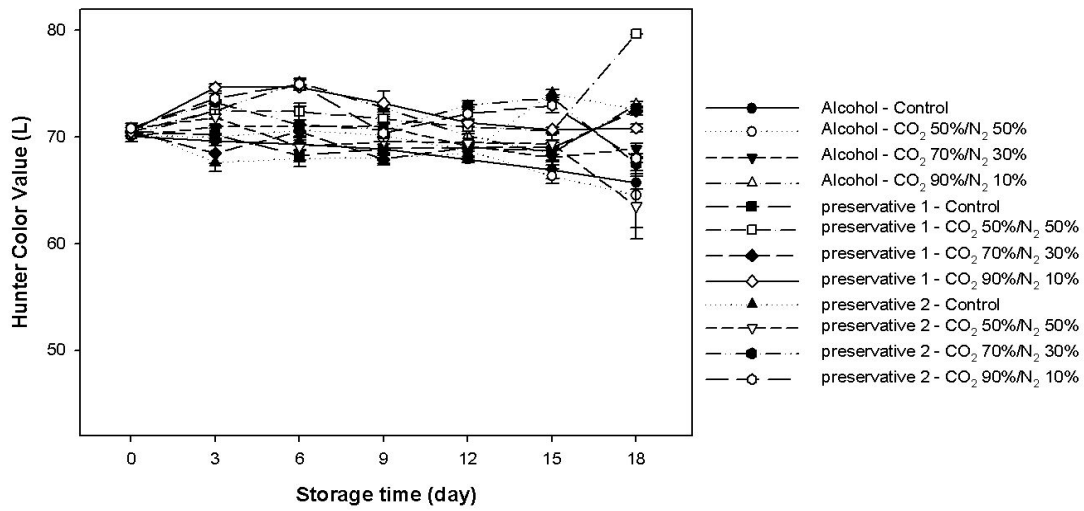 Hunter Color Value (L)
80
70
60
50
0 3 6 9 12 15 18
Storage time (day)
Alcohol - Control
Alcohol - CO₂ 50%/N₂ 50%
Alcohol - CO₂ 70%/N₂ 30%
Alcohol - CO₂ 90%/N₂ 10%
preservative 1 - Control
preservative 1 - CO₂ 50%/N₂ 50%
preservative 1 - CO₂ 70%/N₂ 30%
preservative 1 - CO₂ 90%/N₂ 10%
preservative 2 - Control
preservative 2 - CO₂ 50%/N₂ 50%
preservative 2 - CO₂ 70%/N₂ 30%
preservative 2 - CO₂ 90%/N₂ 10%